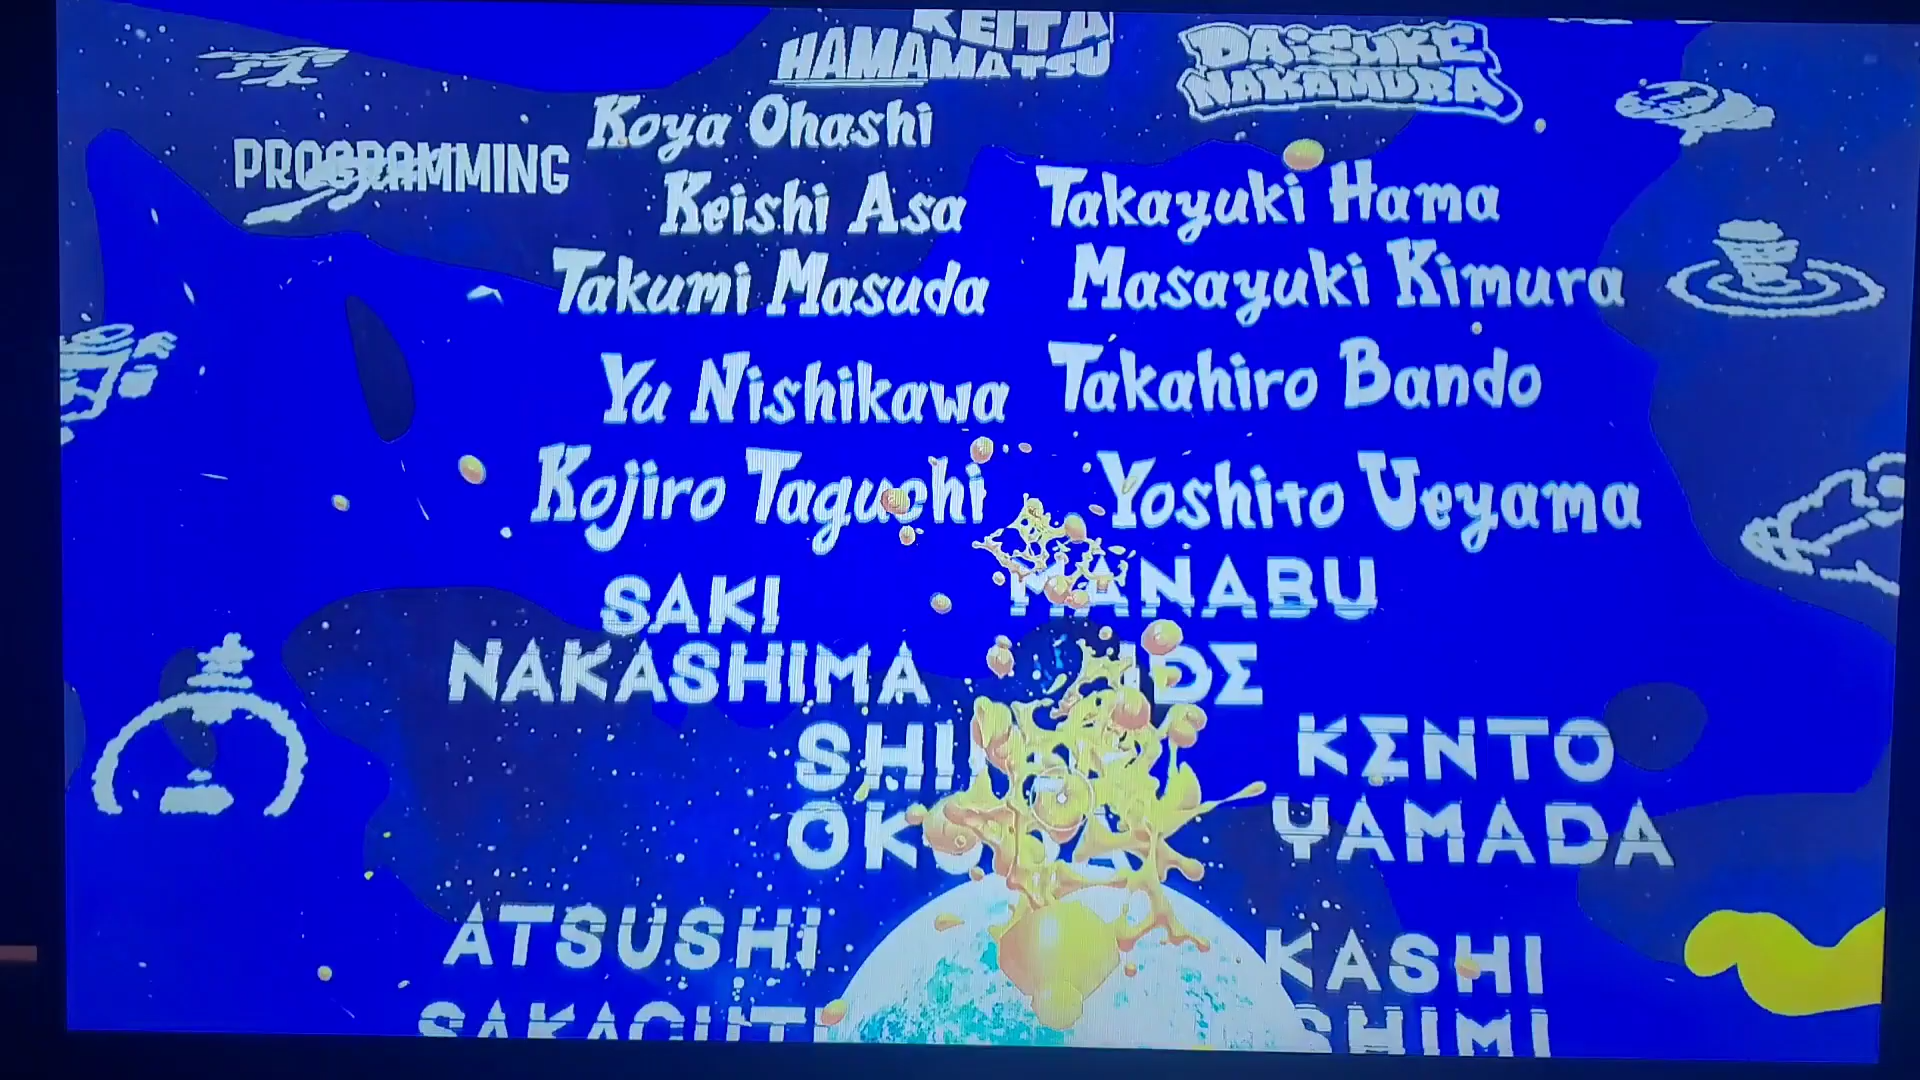 KEITA
HAMAMATSU
DAISUKE
NAKAMURA
Koya Ohashi
PROGRAMMING
Keishi Asa
Takayuki Hama
Takumi Masuda
Masayuki Kimura
Yu Nishikawa
Takahiro Bando
Kojiro Taguchi
Yoshito Ueyama
SAKI
NAKASHIMA
MANABU
IDE
KENTO
YAMADA
ATSUSHI